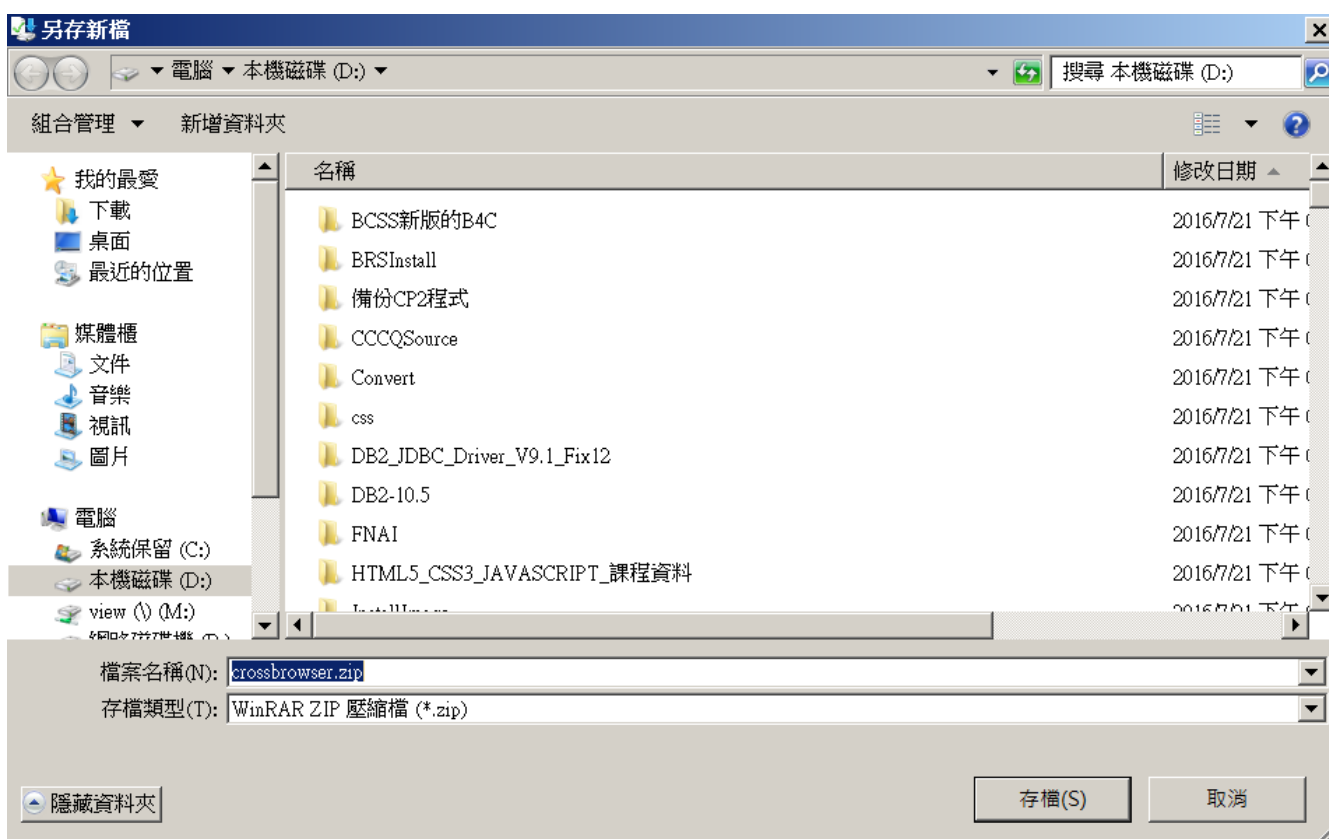 另存新檔
電腦 本機磁碟 (D:)
搜尋 本機磁碟 (D:)
組合管理 新增資料夾
我的最愛
下載
桌面
最近的位置
媒體櫃
文件
音樂
視訊
圖片
電腦
系統保留 (C:)
本機磁碟 (D:)
view (\) (M:)
名稱 修改日期
BCSS新版的B4C 2016/7/21 下午
BRSInstall 2016/7/21 下午
備份CP2程式 2016/7/21 下午
CCCQSource 2016/7/21 下午
Convert 2016/7/21 下午
css 2016/7/21 下午
DB2_JDBC_Driver_V9.1_Fix12 2016/7/21 下午
DB2-10.5 2016/7/21 下午
FNAI 2016/7/21 下午
HTML5_CSS3_JAVASCRIPT_課程資料 2016/7/21 下午
檔案名稱(N): crossbrowser.zip
存檔類型(T): WinRAR ZIP 壓縮檔 (*.zip)
隱藏資料夾
存檔(S) 取消